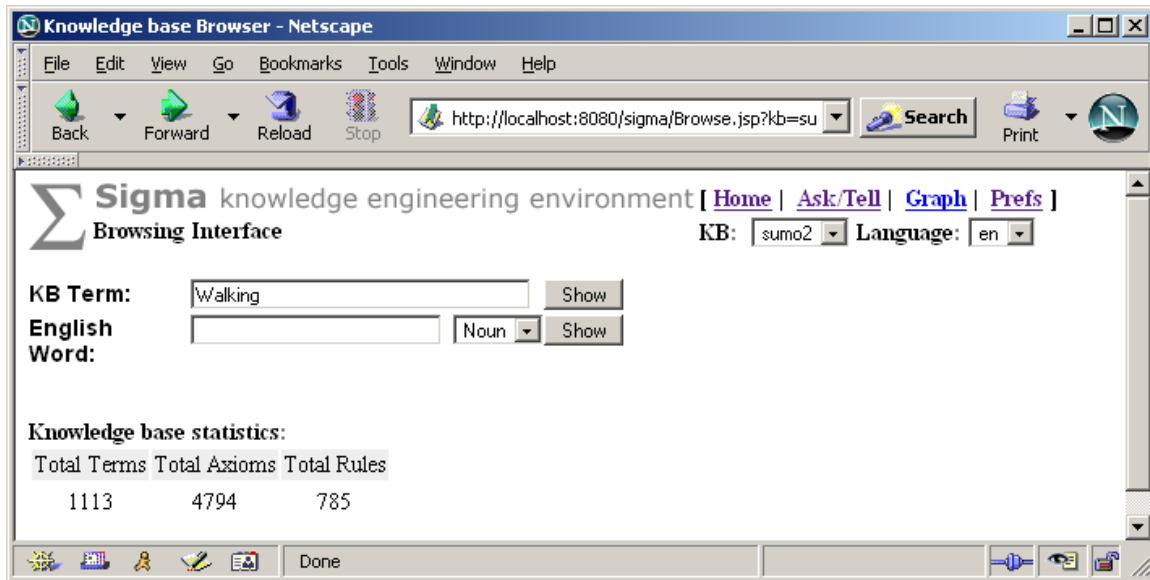 Knowledge base Browser - Netscape
File Edit View Go Bookmarks Tools Window Help
Back Forward Reload Stop http://localhost:8080/sigma/Browse.jsp?kb=su Search Print N
Σ Sigma knowledge engineering environment [ Home | Ask/Tell | Graph | Prefs ]
Browsing Interface KB: sumo2 Language: en
KB Term: Walking Show
English Noun Show
Word:
Knowledge base statistics:
Total Terms Total Axioms Total Rules
1113 4794 785
Done